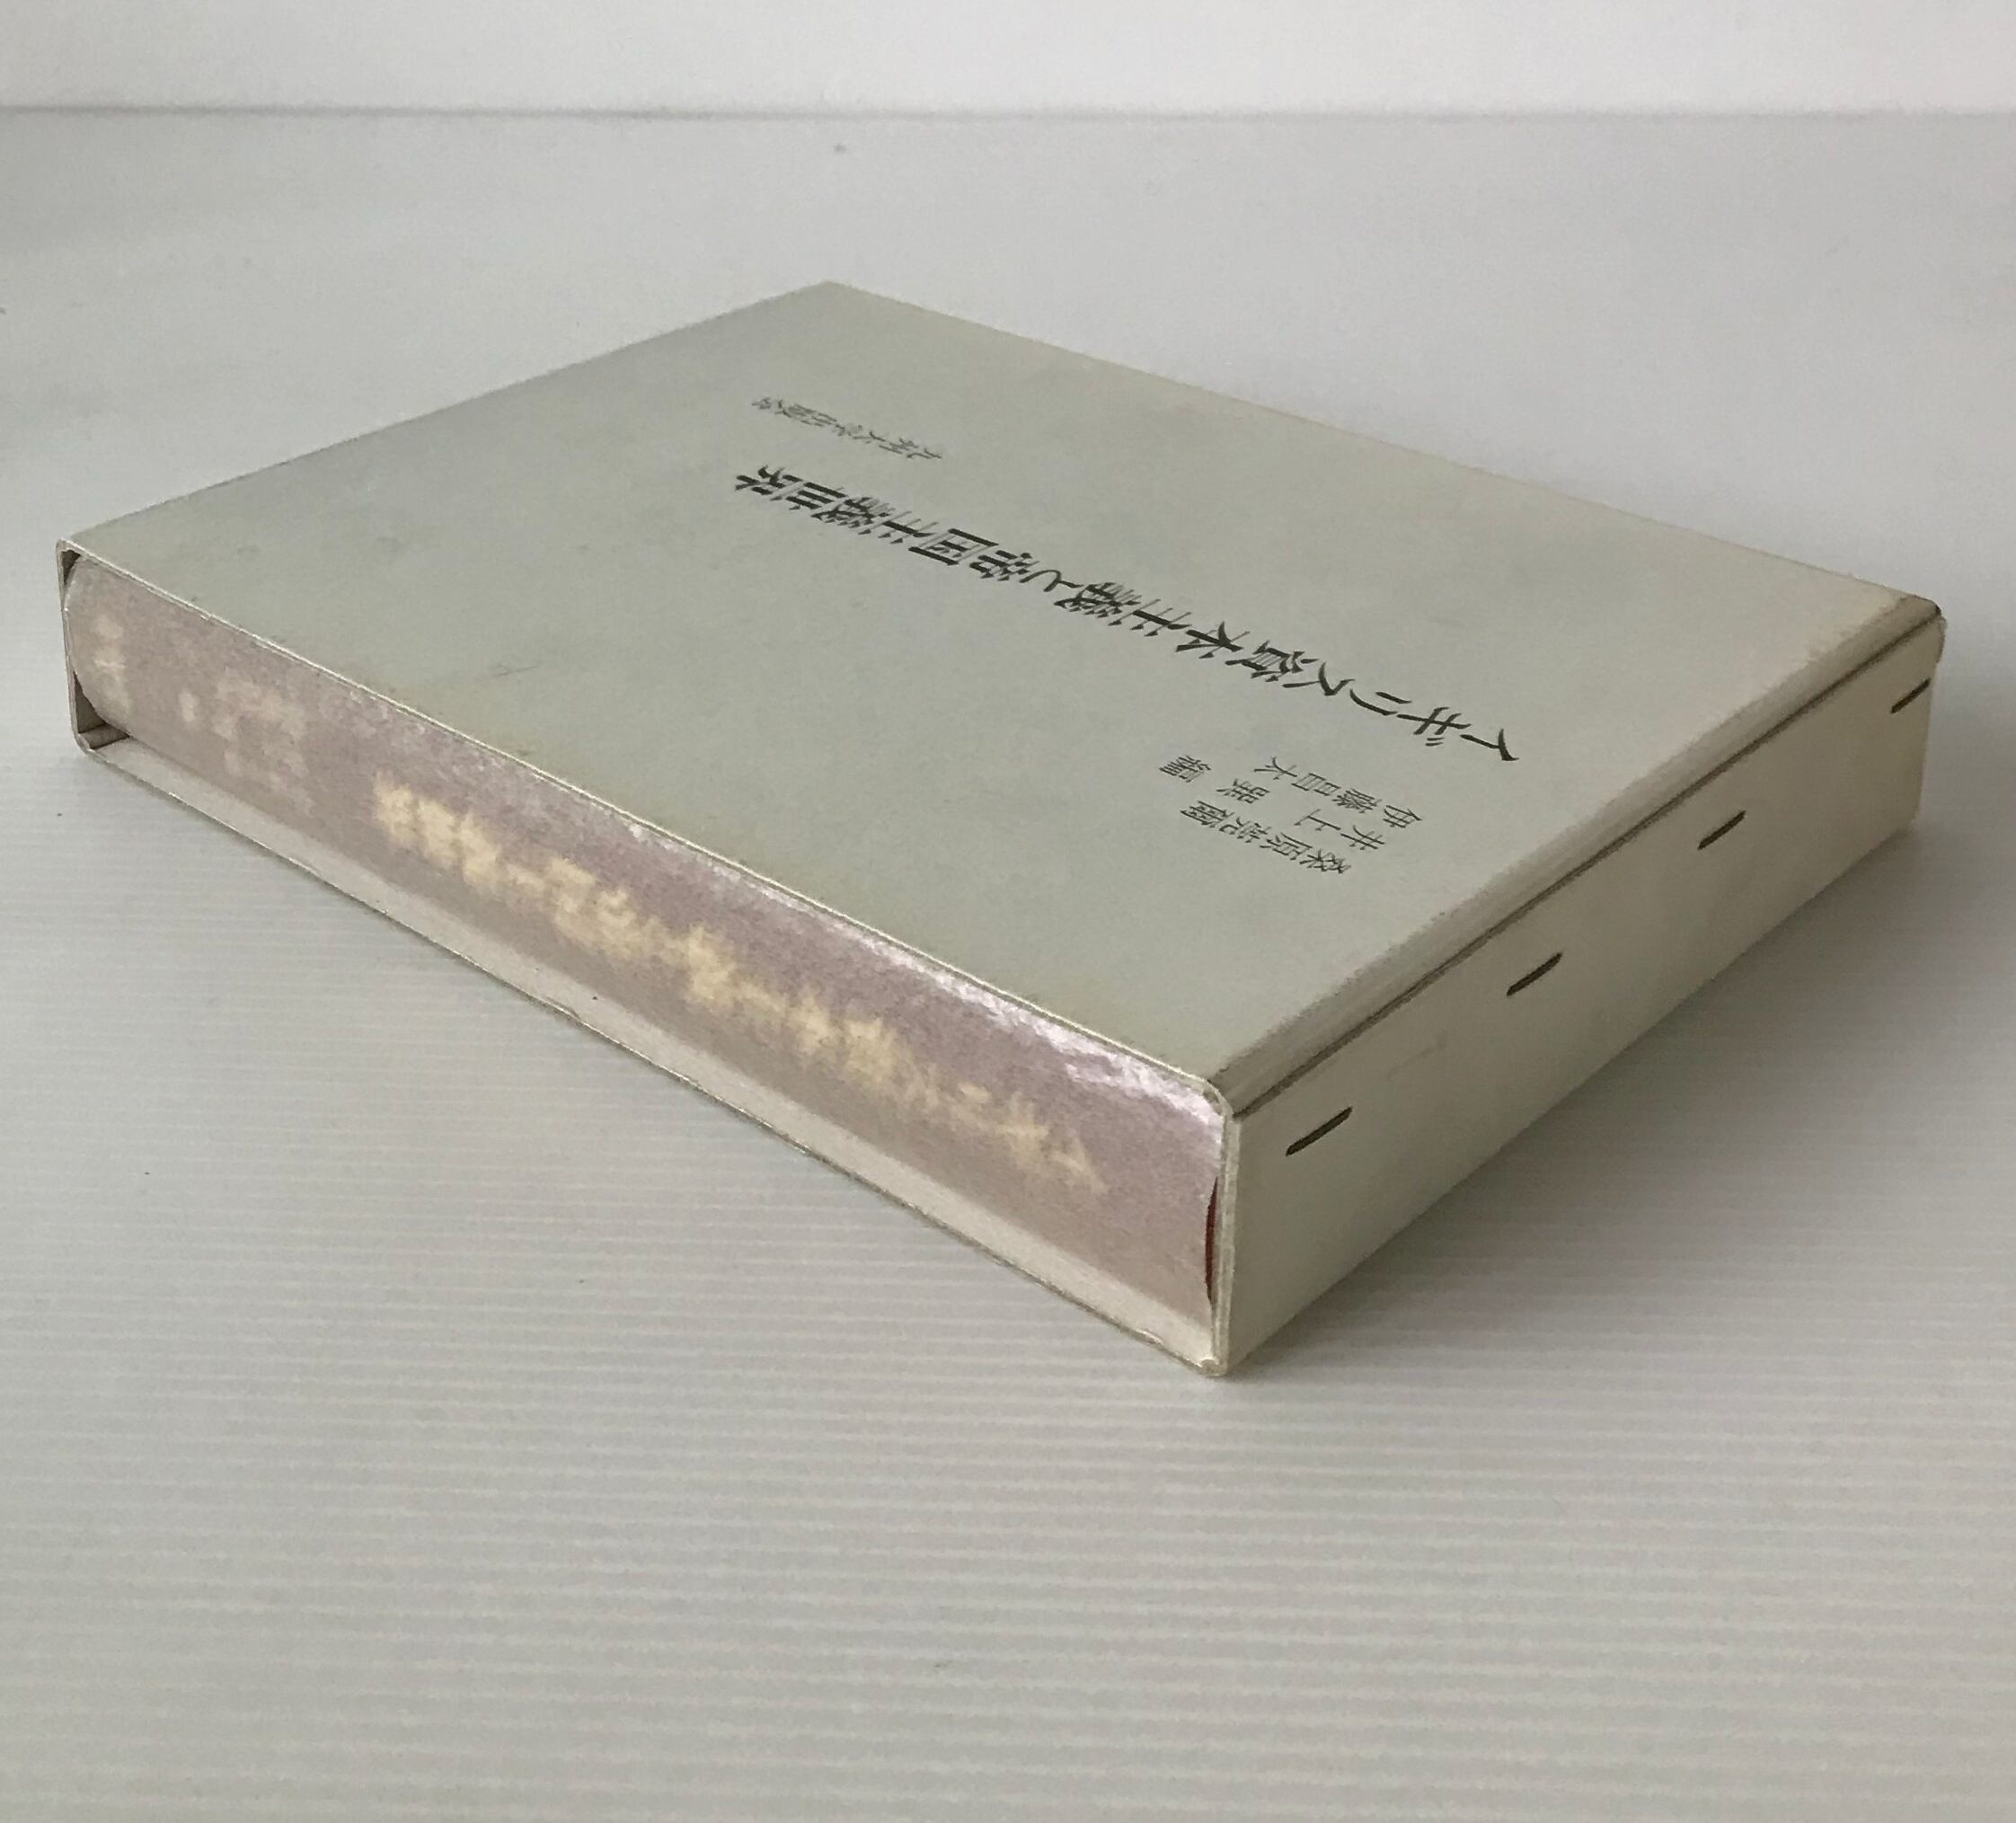 桑原莞爾
井上 巽 編
伊藤昌太
イギリス資本主義と帝国主義世界
九州大学出版会